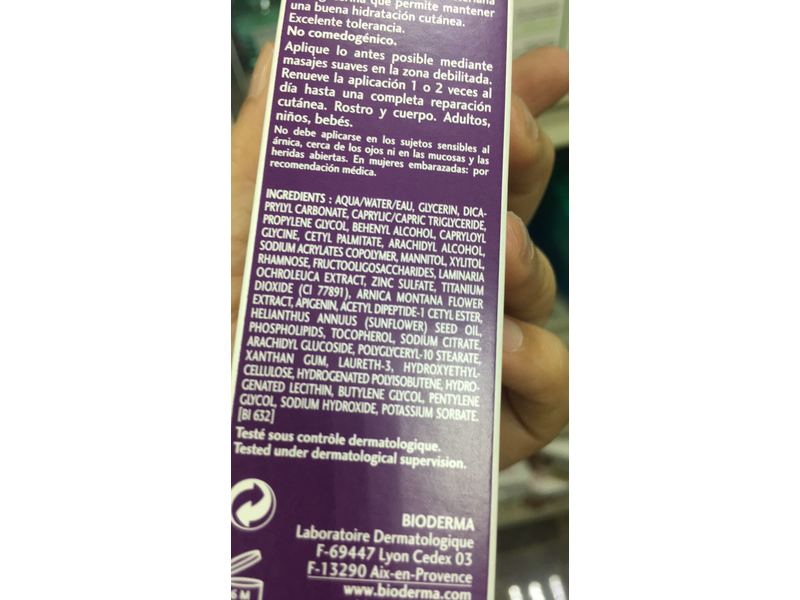 que permite mantener
una buena hidratación cutánea.
Excelente tolerancia.
No comedogénico.
Aplique lo antes posible mediante
masajes suaves en la zona debilitada.
Renueve la aplicación 1 o 2 veces al
día hasta una completa reparación
cutánea. Rostro y cuerpo. Adultos,
niños, bebés.
No debe aplicarse en los sujetos sensibles al
árnica, cerca de los ojos ni en las mucosas y las
heridas abiertas. En mujeres embarazadas: por
recomendación médica.
INGREDIENTS : AQUA/WATER/EAU, GLYCERIN, DICA-
PRYLYL CARBONATE, CAPRYLIC/CAPRIC TRIGLYCERIDE,
PROPYLENE GLYCOL, BEHENYL ALCOHOL, CAPRYLOYL
GLYCINE, CETYL PALMITATE, ARACHIDYL ALCOHOL,
SODIUM ACRYLATES COPOLYMER, MANNITOL, XYLITOL,
RHAMNOSE, FRUCTOOLIGOSACCHARIDES, LAMINARIA
OCHROLEUCA EXTRACT, ZINC SULFATE, TITANIUM
DIOXIDE (CI 77891), ARNICA MONTANA FLOWER
EXTRACT, APIGENIN, ACETYL DIPEPTIDE-1 CETYL ESTER,
HELIANTHUS ANNUUS (SUNFLOWER) SEED OIL,
PHOSPHOLIPIDS, TOCOPHEROL, SODIUM CITRATE,
ARACHIDYL GLUCOSIDE, POLYGLYCERYL-10 STEARATE,
XANTHAN GUM, LAURETH-3, HYDROXYETHYL-
CELLULOSE, HYDROGENATED POLYISOBUTENE, HYDRO-
GENATED LECITHIN, BUTYLENE GLYCOL, PENTYLENE
GLYCOL, SODIUM HYDROXIDE, POTASSIUM SORBATE.
[BI 632]
Testé sous contrôle dermatologique.
Tested under dermatological supervision.
BIODERMA
Laboratoire Dermatologique
F-69447 Lyon Cedex 03
F-13290 Aix-en-Provence
www.bioderma.com
6 M